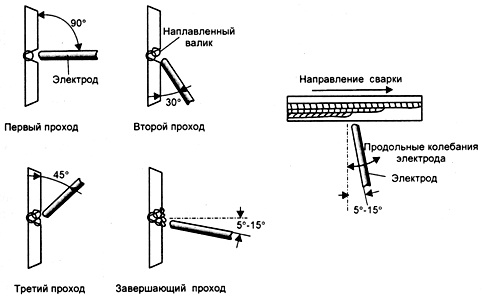 90°
Электрод
Первый проход
Наплавленный
валик
30°
Второй проход
Направление сварки
Продольные колебания
электрода
Электрод
5°-15°
45°
Третий проход
5°-15°
Завершающий проход